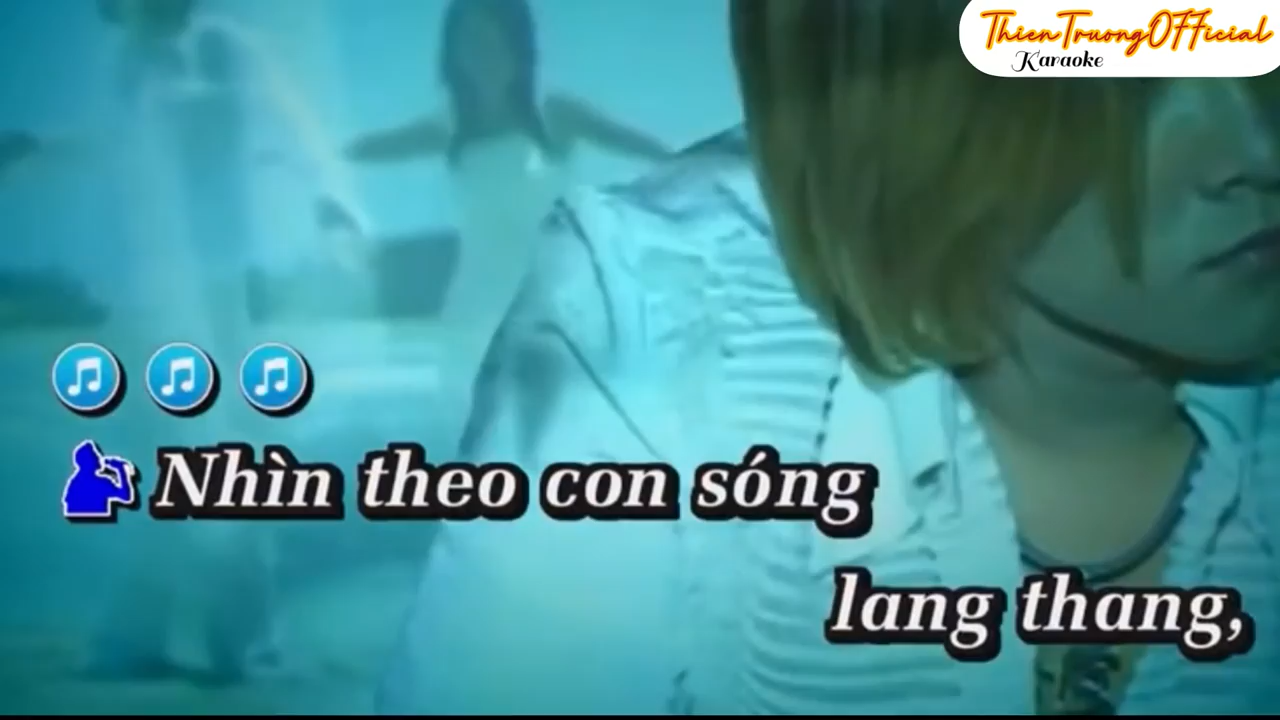 ThienTruongOFFicial
Karaoke
Nhìn theo con sóng
lang thang,